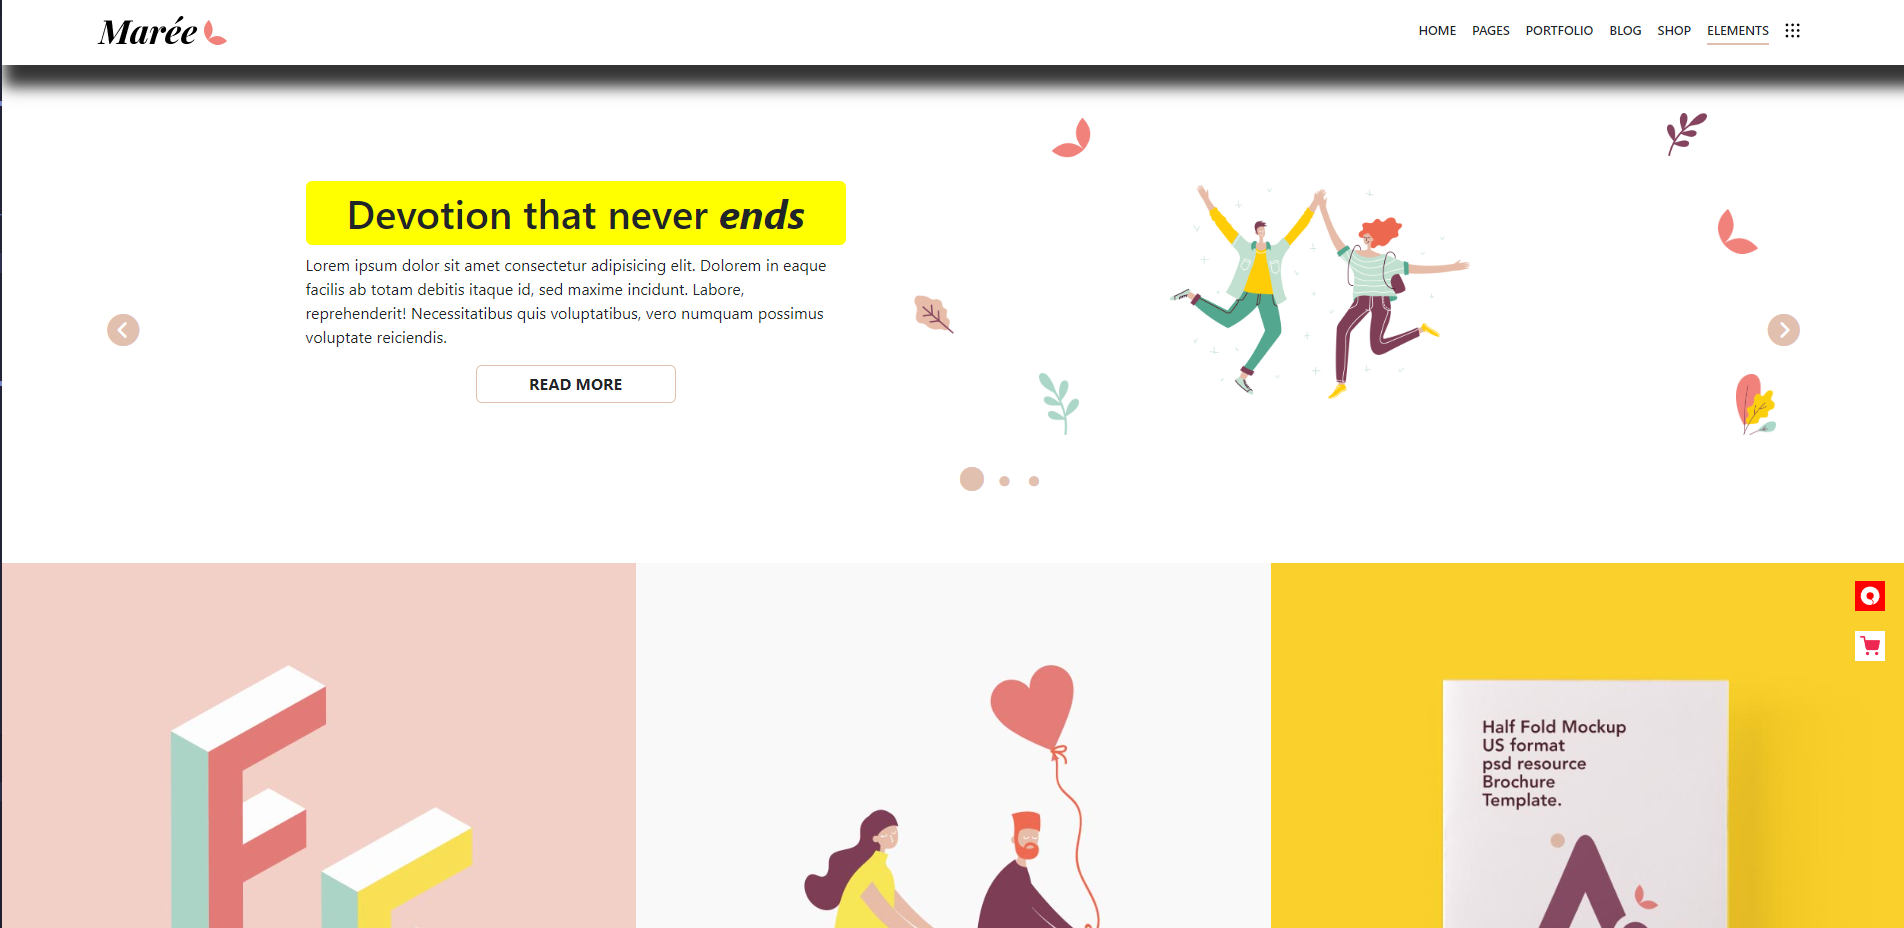 Marée
HOME PAGES PORTFOLIO BLOG SHOP ELEMENTS
Devotion that never ends
Lorem ipsum dolor sit amet consectetur adipisicing elit. Dolorem in eaque
facilis ab totam debitis itaque id, sed maxime incidunt. Labore,
reprehenderit! Necessitatibus quis voluptatibus, vero numquam possimus
voluptate reiciendis.
READ MORE
Half Fold Mockup
US format
psd resource
Brochure
Template.